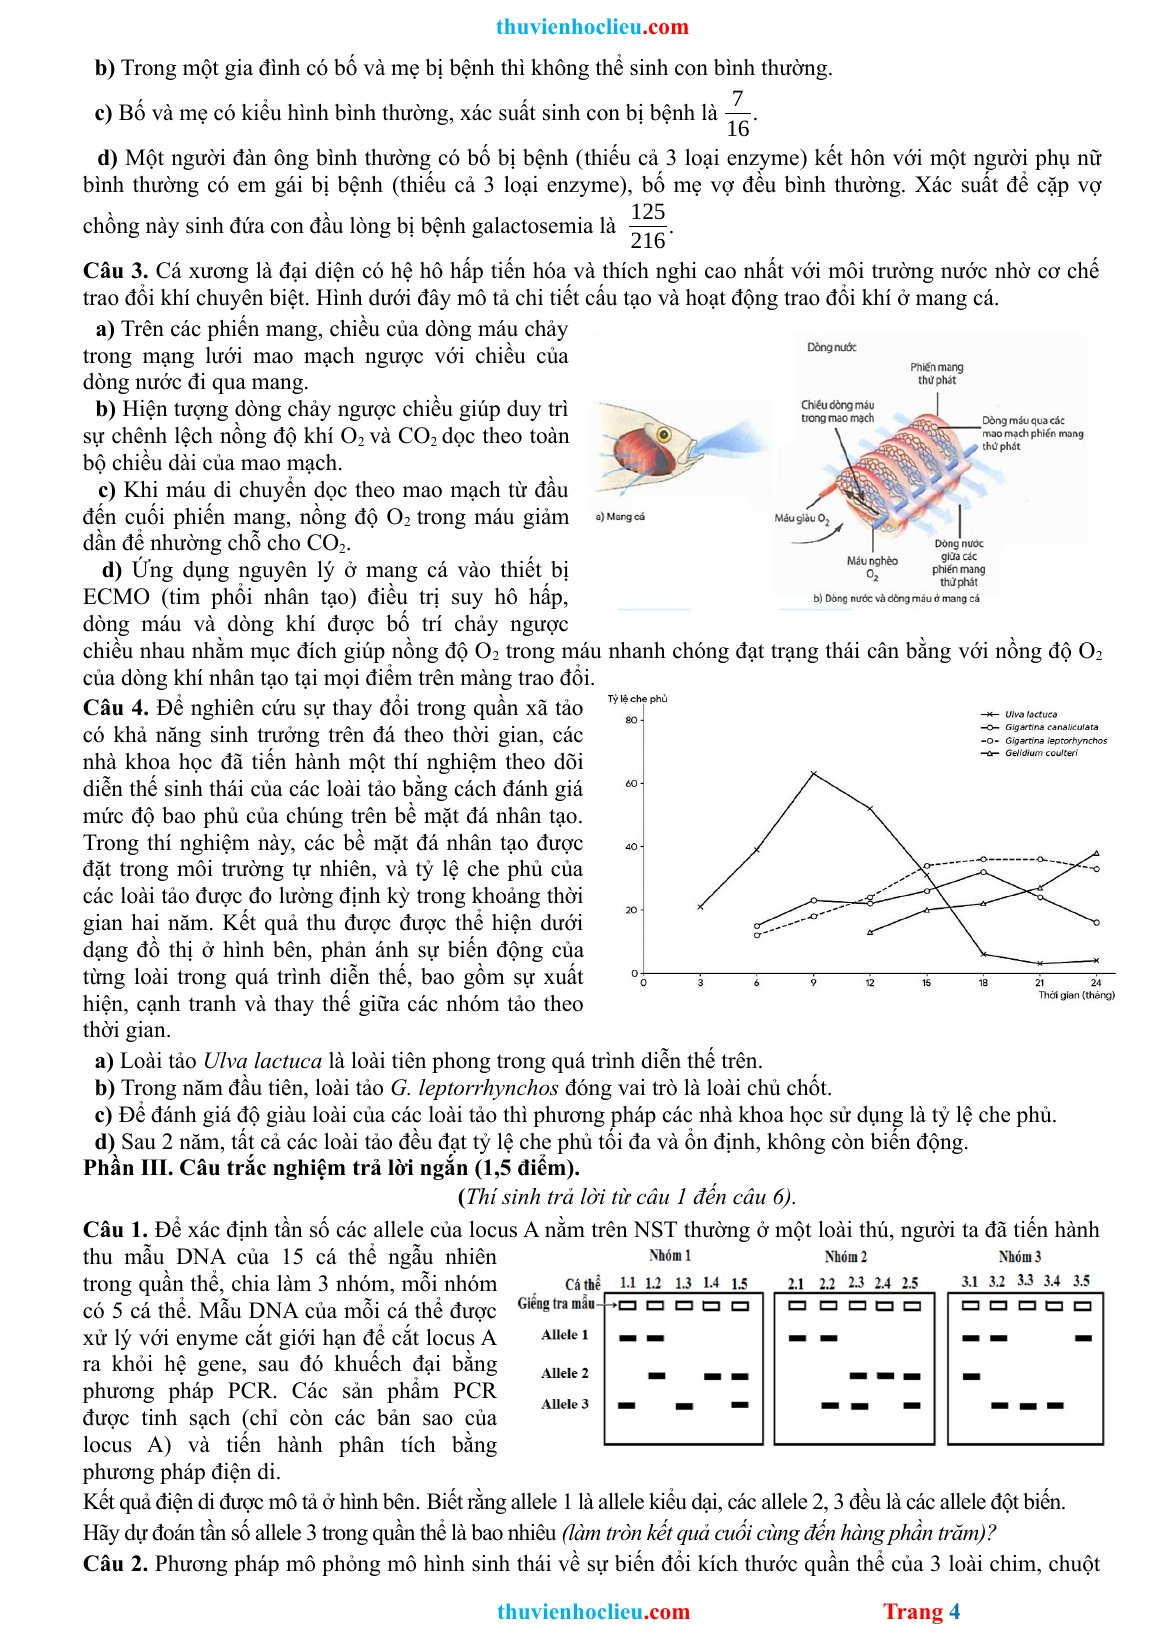 thuvienhoclieu.com
b) Trong một gia đình có bố và mẹ bị bệnh thì không thể sinh con bình thường.
c) Bố và mẹ có kiểu hình bình thường, xác suất sinh con bị bệnh là 7/16.
d) Một người đàn ông bình thường có bố bị bệnh (thiếu cả 3 loại enzyme) kết hôn với một người phụ nữ
bình thường có em gái bị bệnh (thiếu cả 3 loại enzyme), bố mẹ vợ đều bình thường. Xác suất để cặp vợ
chồng này sinh đứa con đầu lòng bị bệnh galactosemia là 125/216.
Câu 3. Cá xương là đại diện có hệ hô hấp tiến hóa và thích nghi cao nhất với môi trường nước nhờ cơ chế
trao đổi khí chuyên biệt. Hình dưới đây mô tả chi tiết cấu tạo và hoạt động trao đổi khí ở mang cá.
a) Trên các phiến mang, chiều của dòng máu chảy
trong mạng lưới mao mạch ngược với chiều của
dòng nước đi qua mang.
b) Hiện tượng dòng chảy ngược chiều giúp duy trì
sự chênh lệch nồng độ khí O₂ và CO₂ dọc theo toàn
bộ chiều dài của mao mạch.
c) Khi máu di chuyển dọc theo mao mạch từ đầu
đến cuối phiến mang, nồng độ O₂ trong máu giảm
dần để nhường chỗ cho CO₂.
d) Ứng dụng nguyên lý ở mang cá vào thiết bị
ECMO (tim phổi nhân tạo) điều trị suy hô hấp,
dòng máu và dòng khí được bố trí chảy ngược
chiều nhau nhằm mục đích giúp nồng độ O₂ trong máu nhanh chóng đạt trạng thái cân bằng với nồng độ O₂
của dòng khí nhân tạo tại mọi điểm trên màng trao đổi.
Dòng nước
Phiến mang
thứ phát
Chiều dòng máu
trong mao mạch
Dòng máu qua các
mao mạch phiến mang
thứ phát
a) Mang cá
Máu giàu O₂
Máu nghèo
O₂
Dòng nước
giữa các
phiến mang
thứ phát
b) Dòng nước và dòng máu ở mang cá
Câu 4. Để nghiên cứu sự thay đổi trong quần xã tảo
có khả năng sinh trưởng trên đá theo thời gian, các
nhà khoa học đã tiến hành một thí nghiệm theo dõi
diễn thế sinh thái của các loài tảo bằng cách đánh giá
mức độ bao phủ của chúng trên bề mặt đá nhân tạo.
Trong thí nghiệm này, các bề mặt đá nhân tạo được
đặt trong môi trường tự nhiên, và tỷ lệ che phủ của
các loài tảo được đo lường định kỳ trong khoảng thời
gian hai năm. Kết quả thu được được thể hiện dưới
dạng đồ thị ở hình bên, phản ánh sự biến động của
từng loài trong quá trình diễn thế, bao gồm sự xuất
hiện, cạnh tranh và thay thế giữa các nhóm tảo theo
thời gian.
Tỷ lệ che phủ
80
60
40
20
0
0 3 6 9 12 15 18 21 24
Thời gian (tháng)
Ulva lactuca
Gigartina canaliculata
Gigartina leptorhynchos
Gelidium coulteri
a) Loài tảo Ulva lactuca là loài tiên phong trong quá trình diễn thế trên.
b) Trong năm đầu tiên, loài tảo G. leptorrhynchos đóng vai trò là loài chủ chốt.
c) Để đánh giá độ giàu loài của các loài tảo thì phương pháp các nhà khoa học sử dụng là tỷ lệ che phủ.
d) Sau 2 năm, tất cả các loài tảo đều đạt tỷ lệ che phủ tối đa và ổn định, không còn biến động.
Phần III. Câu trắc nghiệm trả lời ngắn (1,5 điểm).
(Thí sinh trả lời từ câu 1 đến câu 6).
Câu 1. Để xác định tần số các allele của locus A nằm trên NST thường ở một loài thú, người ta đã tiến hành
thu mẫu DNA của 15 cá thể ngẫu nhiên
trong quần thể, chia làm 3 nhóm, mỗi nhóm
có 5 cá thể. Mẫu DNA của mỗi cá thể được
xử lý với enyme cắt giới hạn để cắt locus A
ra khỏi hệ gene, sau đó khuếch đại bằng
phương pháp PCR. Các sản phẩm PCR
được tinh sạch (chỉ còn các bản sao của
locus A) và tiến hành phân tích bằng
phương pháp điện di.
Nhóm 1 Nhóm 2 Nhóm 3
Cá thể 1.1 1.2 1.3 1.4 1.5 2.1 2.2 2.3 2.4 2.5 3.1 3.2 3.3 3.4 3.5
Giếng tra mẫu
Allele 1
Allele 2
Allele 3
Kết quả điện di được mô tả ở hình bên. Biết rằng allele 1 là allele kiểu dại, các allele 2, 3 đều là các allele đột biến.
Hãy dự đoán tần số allele 3 trong quần thể là bao nhiêu (làm tròn kết quả cuối cùng đến hàng phần trăm)?
Câu 2. Phương pháp mô phỏng mô hình sinh thái về sự biến đổi kích thước quần thể của 3 loài chim, chuột
thuvienhoclieu.com Trang 4